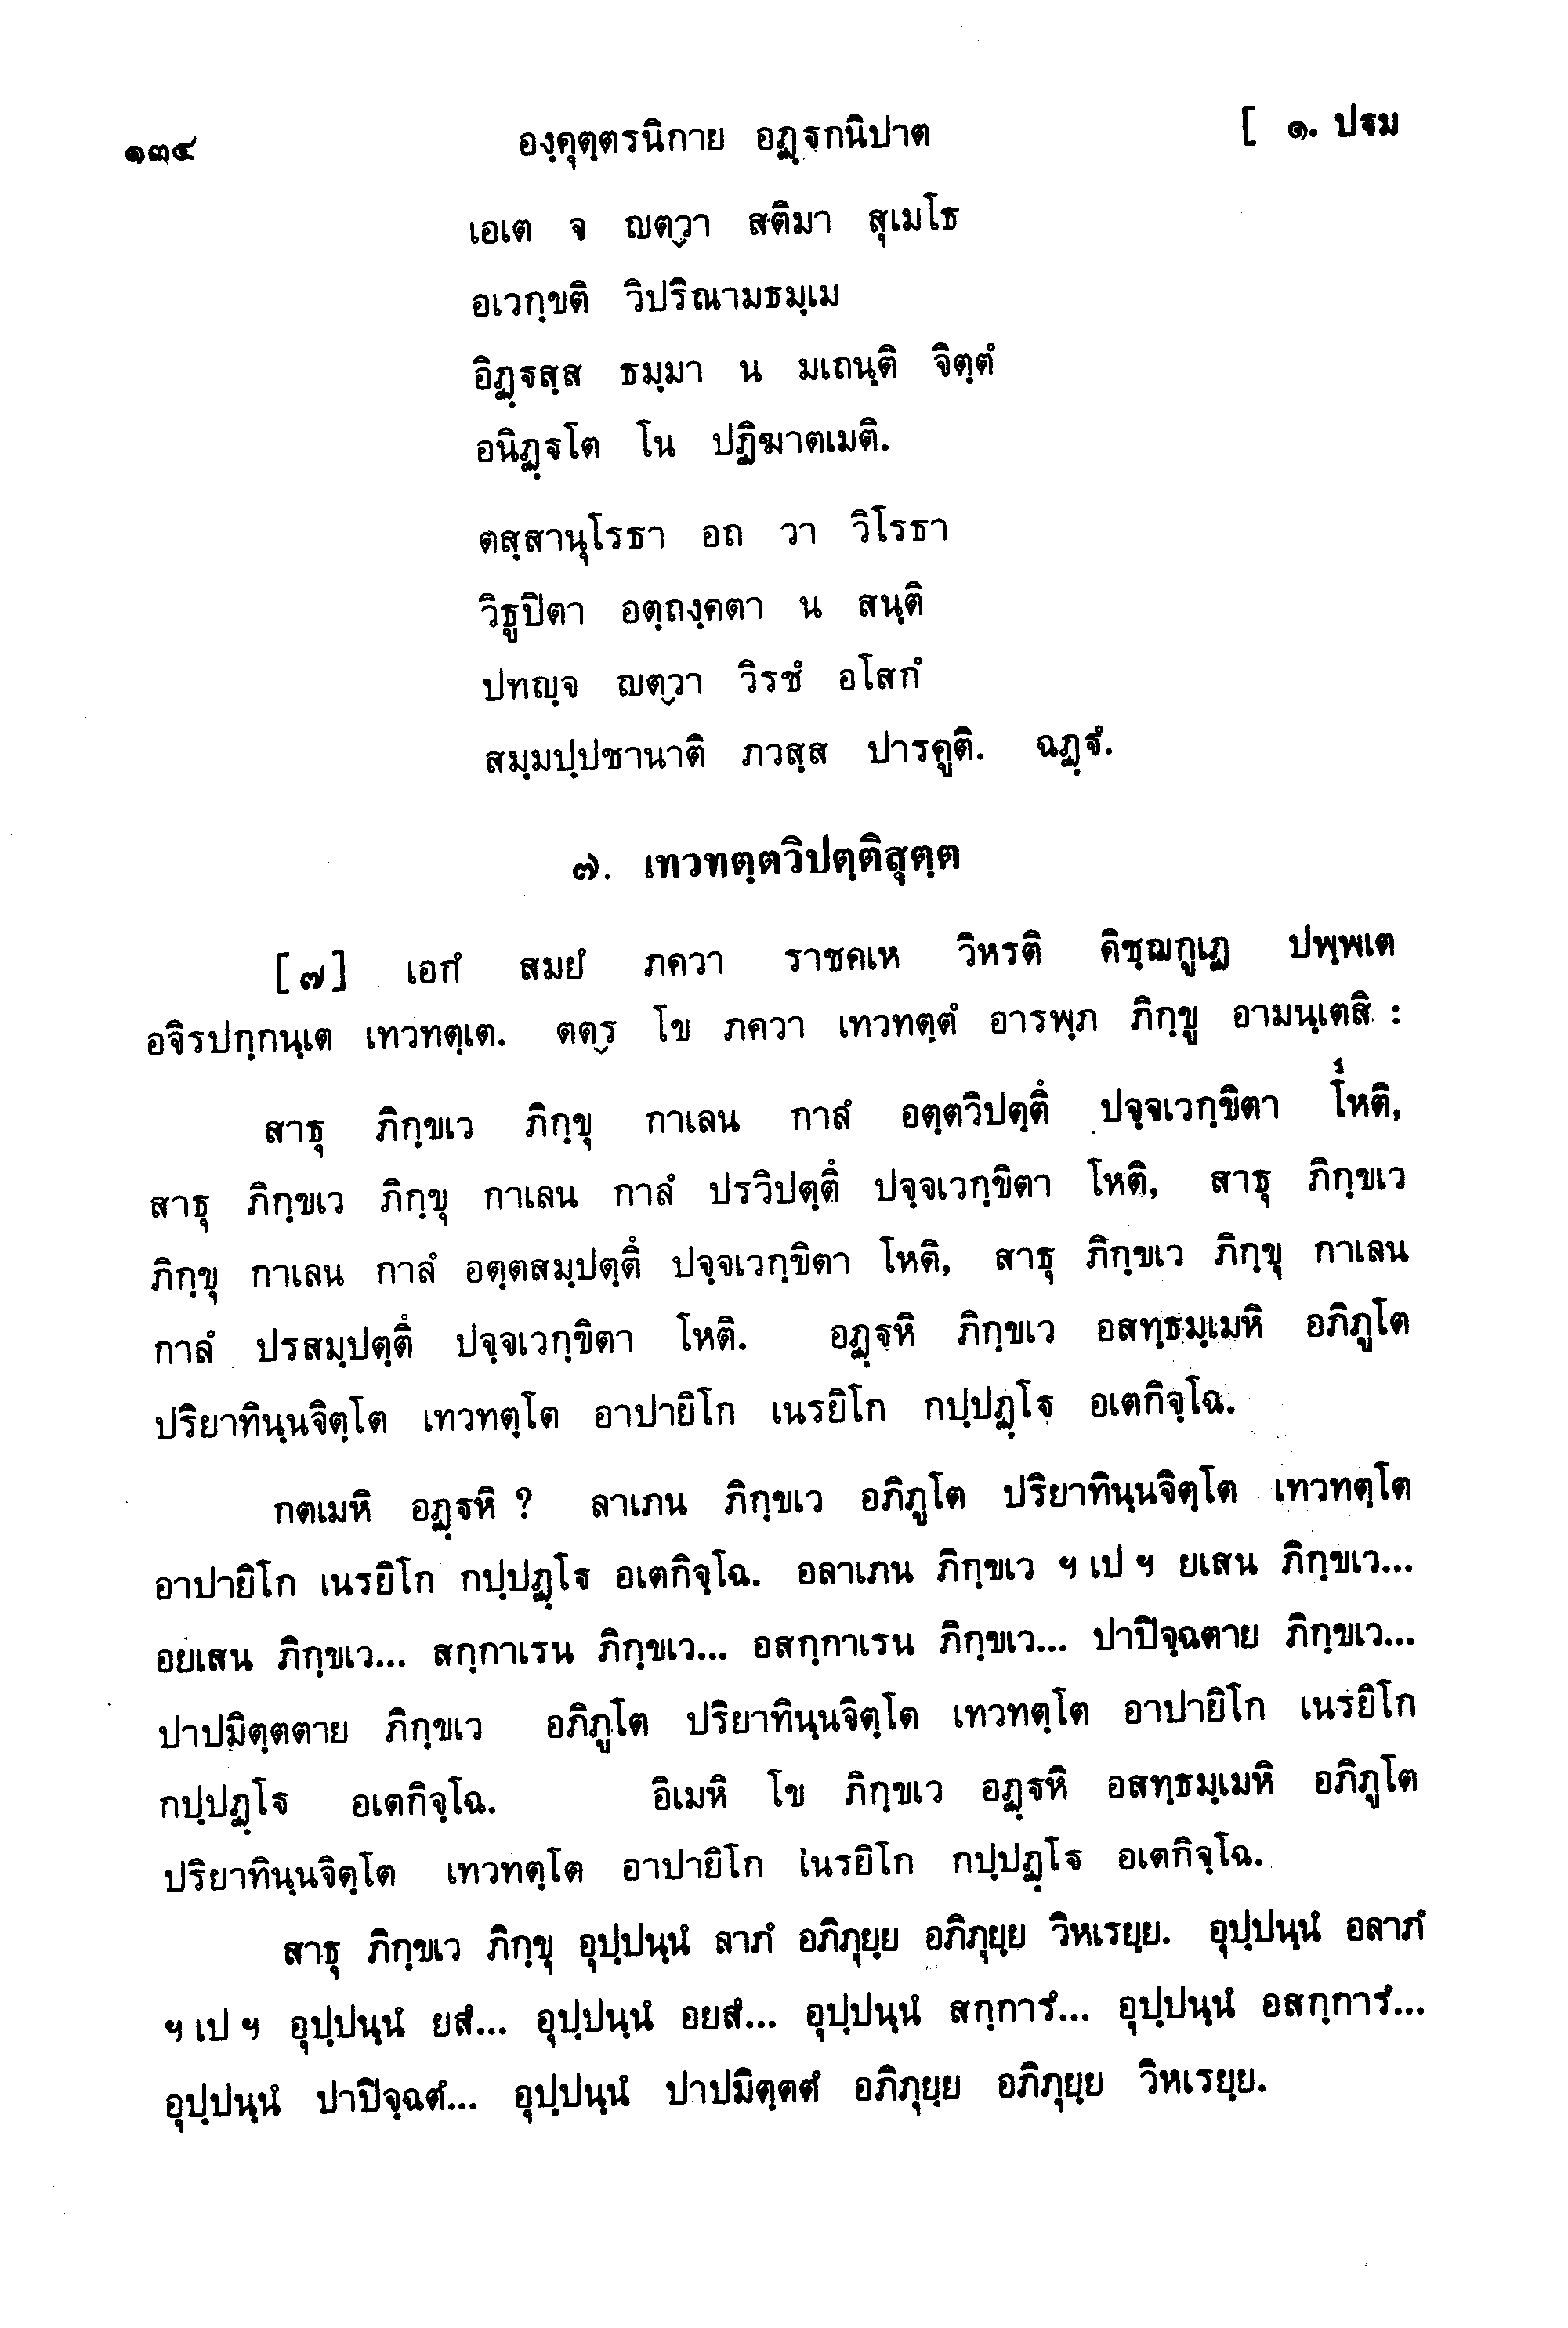 ๑๓๔ องฺคุตฺตรนิกาย อฏฺฐกนิปาต [ ๑. ปฐม
เอเต จ ญตฺวา สติมา สุเมโธ
อเวกฺขติ วิปริณามธมฺเม
อิฏฺฐสฺส ธมฺมา น มเถนฺติ จิตฺตํ
อนิฏฺฐโต โน ปฏิฆาตเมติ.
ตสฺสานุโรธา อถ วา วิโรธา
วิธูปิตา อตฺถงฺคตา น สนฺติ
ปทญฺจ ญตฺวา วิรชํ อโสกํ
สมฺมปฺปชานาติ ภวสฺส ปารคูติ. ฉฏฺฐํ.
๗. เทวทตฺตวิปตฺติสุตฺต
[๗] เอกํ สมยํ ภควา ราชคเห วิหรติ คิชฺฌกูเฏ ปพฺพเต
อจิรปกฺกนฺเต เทวทตฺเต. ตตฺร โข ภควา เทวทตฺตํ อารพฺภ ภิกฺขู อามนฺเตสิ :
สาธุ ภิกฺขเว ภิกฺขุ กาเลน กาลํ อตฺตวิปตฺตึ ปจฺจเวกฺขิตา โหติ,
สาธุ ภิกฺขเว ภิกฺขุ กาเลน กาลํ ปรวิปตฺตึ ปจฺจเวกฺขิตา โหติ, สาธุ ภิกฺขเว
ภิกฺขุ กาเลน กาลํ อตฺตสมฺปตฺตึ ปจฺจเวกฺขิตา โหติ, สาธุ ภิกฺขเว ภิกฺขุ กาเลน
กาลํ ปรสมฺปตฺตึ ปจฺจเวกฺขิตา โหติ. อฏฺฐหิ ภิกฺขเว อสทฺธมฺเมหิ อภิภูโต
ปริยาทินฺนจิตฺโต เทวทตฺโต อาปายิโก เนรยิโก กปฺปฏฺโฐ อเตกิจฺโฉ.
กตเมหิ อฏฺฐหิ ? ลาเภน ภิกฺขเว อภิภูโต ปริยาทินฺนจิตฺโต เทวทตฺโต
อาปายิโก เนรยิโก กปฺปฏฺโฐ อเตกิจฺโฉ. อลาเภน ภิกฺขเว ฯ เป ฯ ยเสน ภิกฺขเว...
อยเสน ภิกฺขเว... สกฺกาเรน ภิกฺขเว... อสกฺกาเรน ภิกฺขเว... ปาปิจฺฉตาย ภิกฺขเว...
ปาปมิตฺตตาย ภิกฺขเว อภิภูโต ปริยาทินฺนจิตฺโต เทวทตฺโต อาปายิโก เนรยิโก
กปฺปฏฺโฐ อเตกิจฺโฉ. อิเมหิ โข ภิกฺขเว อฏฺฐหิ อสทฺธมฺเมหิ อภิภูโต
ปริยาทินฺนจิตฺโต เทวทตฺโต อาปายิโก เนรยิโก กปฺปฏฺโฐ อเตกิจฺโฉ.
สาธุ ภิกฺขเว ภิกฺขุ อุปฺปนฺนํ ลาภํ อภิภุยฺย อภิภุยฺย วิหเรยฺย. อุปฺปนฺนํ อลาภํ
ฯ เป ฯ อุปฺปนฺนํ ยสํ... อุปฺปนฺนํ อยสํ... อุปฺปนฺนํ สกฺการํ... อุปฺปนฺนํ อสกฺการํ...
อุปฺปนฺนํ ปาปิจฺฉตํ... อุปฺปนฺนํ ปาปมิตฺตตํ อภิภุยฺย อภิภุยฺย วิหเรยฺย.